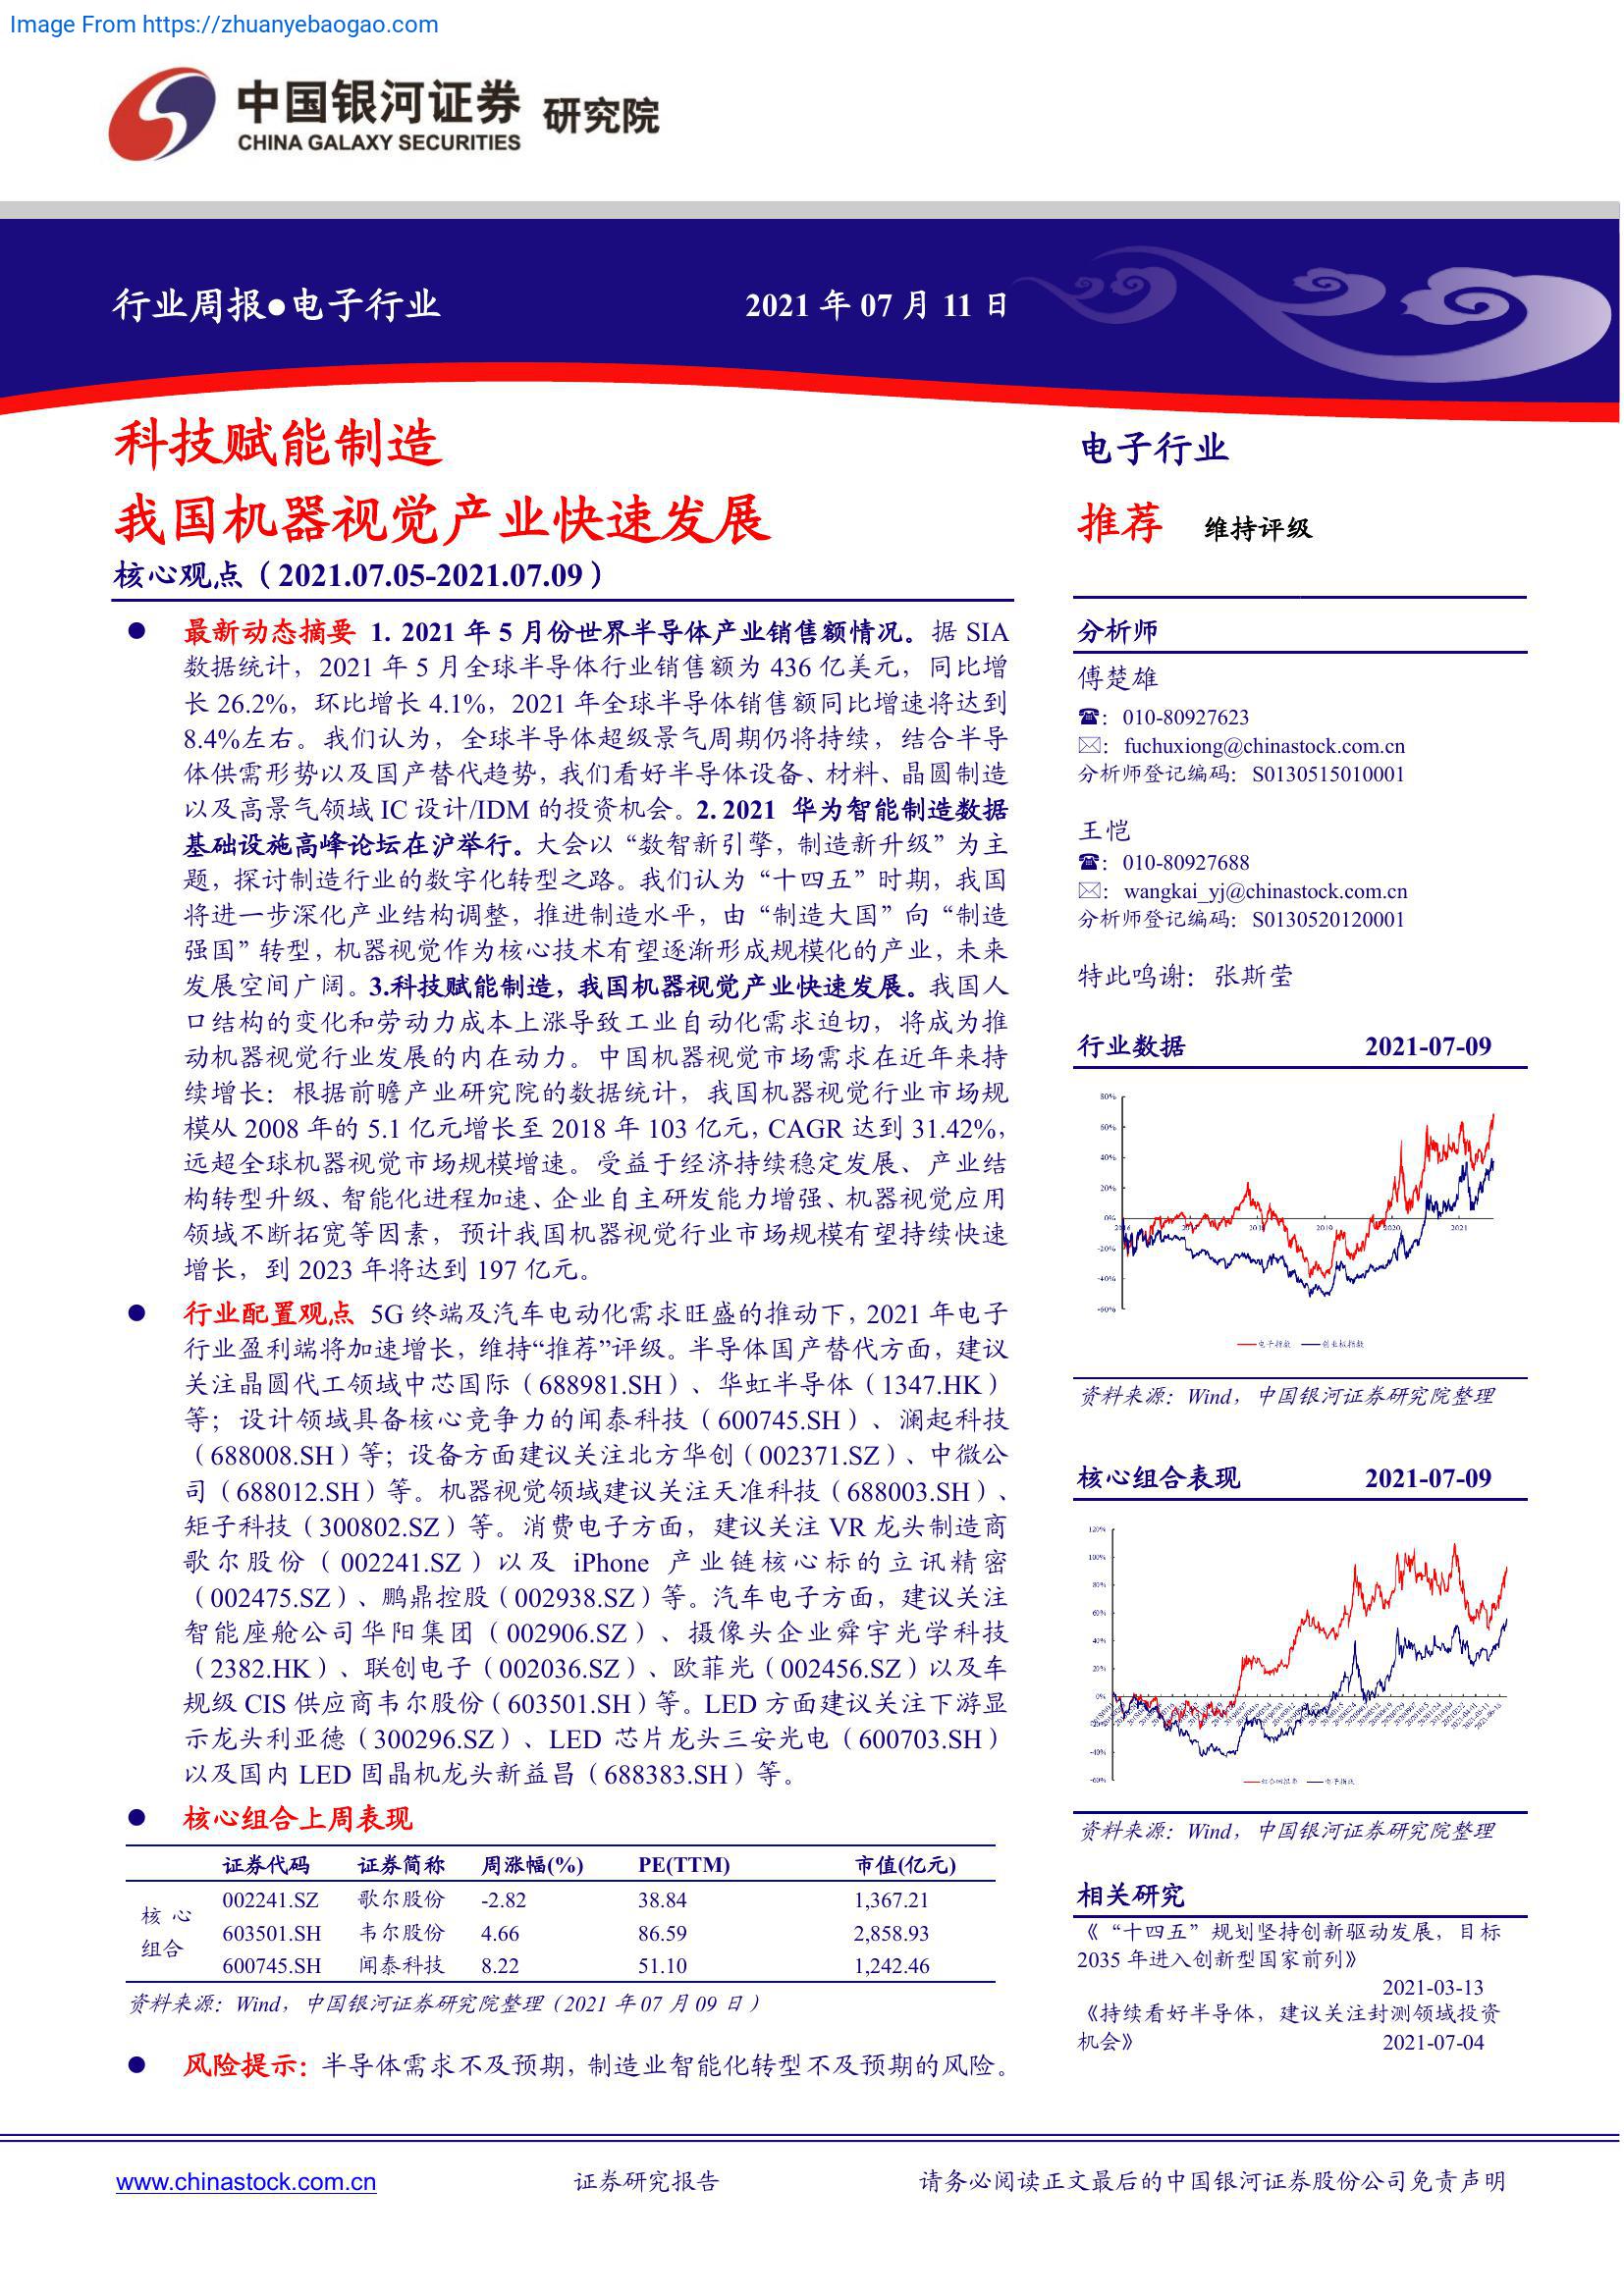 Image From https://zhuanyebaogao.com
中国银河证券 研究院
CHINA GALAXY SECURITIES
行业周报●电子行业
2021 年 07 月 11 日
科技赋能制造
我国机器视觉产业快速发展
核心观点（2021.07.05-2021.07.09）
● 最新动态摘要 1. 2021 年 5 月份世界半导体产业销售额情况。据 SIA
数据统计，2021 年 5 月全球半导体行业销售额为 436 亿美元，同比增
长 26.2%，环比增长 4.1%，2021 年全球半导体销售额同比增速将达到
8.4%左右。我们认为，全球半导体超级景气周期仍将持续，结合半导
体供需形势以及国产替代趋势，我们看好半导体设备、材料、晶圆制造
以及高景气领域 IC 设计/IDM 的投资机会。2. 2021 华为智能制造数据
基础设施高峰论坛在沪举行。大会以“数智新引擎，制造新升级”为主
题，探讨制造行业的数字化转型之路。我们认为“十四五”时期，我国
将进一步深化产业结构调整，推进制造水平，由“制造大国”向“制造
强国”转型，机器视觉作为核心技术有望逐渐形成规模化的产业，未来
发展空间广阔。3.科技赋能制造，我国机器视觉产业快速发展。我国人
口结构的变化和劳动力成本上涨导致工业自动化需求迫切，将成为推
动机器视觉行业发展的内在动力。中国机器视觉市场需求在近年来持
续增长：根据前瞻产业研究院的数据统计，我国机器视觉行业市场规
模从 2008 年的 5.1 亿元增长至 2018 年 103 亿元，CAGR 达到 31.42%，
远超全球机器视觉市场规模增速。受益于经济持续稳定发展、产业结
构转型升级、智能化进程加速、企业自主研发能力增强、机器视觉应用
领域不断拓宽等因素，预计我国机器视觉行业市场规模有望持续快速
增长，到 2023 年将达到 197 亿元。
● 行业配置观点 5G 终端及汽车电动化需求旺盛的推动下，2021 年电子
行业盈利端将加速增长，维持“推荐”评级。半导体国产替代方面，建议
关注晶圆代工领域中芯国际（688981.SH）、华虹半导体（1347.HK）
等；设计领域具备核心竞争力的闻泰科技（600745.SH）、澜起科技
（688008.SH）等；设备方面建议关注北方华创（002371.SZ）、中微公
司（688012.SH）等。机器视觉领域建议关注天准科技（688003.SH）、
矩子科技（300802.SZ）等。消费电子方面，建议关注 VR 龙头制造商
歌尔股份（002241.SZ）以及 iPhone 产业链核心标的立讯精密
（002475.SZ）、鹏鼎控股（002938.SZ）等。汽车电子方面，建议关注
智能座舱公司华阳集团（002906.SZ）、摄像头企业舜宇光学科技
（2382.HK）、联创电子（002036.SZ）、欧菲光（002456.SZ）以及车
规级 CIS 供应商韦尔股份（603501.SH）等。LED 方面建议关注下游显
示龙头利亚德（300296.SZ）、LED 芯片龙头三安光电（600703.SH）
以及国内 LED 固晶机龙头新益昌（688383.SH）等。
● 核心组合上周表现
证券代码 证券简称 周涨幅(%) PE(TTM) 市值(亿元)
核心组合
002241.SZ 歌尔股份 -2.82 38.84 1,367.21
603501.SH 韦尔股份 4.66 86.59 2,858.93
600745.SH 闻泰科技 8.22 51.10 1,242.46
资料来源：Wind，中国银河证券研究院整理（2021 年 07 月 09 日）
● 风险提示：半导体需求不及预期，制造业智能化转型不及预期的风险。
电子行业
推荐 维持评级
分析师
傅楚雄
☎：010-80927623
✉：fuchuxiong@chinastock.com.cn
分析师登记编码：S0130515010001
王恺
☎：010-80927688
✉：wangkai_yj@chinastock.com.cn
分析师登记编码：S0130520120001
特此鸣谢：张斯莹
行业数据 2021-07-09
80%
60%
40%
20%
0%
-20%
-40%
-60%
2018
2019
2020
2021
电子指数 创业板指数
资料来源：Wind，中国银河证券研究院整理
核心组合表现 2021-07-09
120%
100%
80%
60%
40%
20%
0%
-20%
-40%
-60%
资料来源：Wind，中国银河证券研究院整理
相关研究
《“十四五”规划坚持创新驱动发展，目标
2035 年进入创新型国家前列》
2021-03-13
《持续看好半导体，建议关注封测领域投资
机会》 2021-07-04
www.chinastock.com.cn
证券研究报告
请务必阅读正文最后的中国银河证券股份公司免责声明